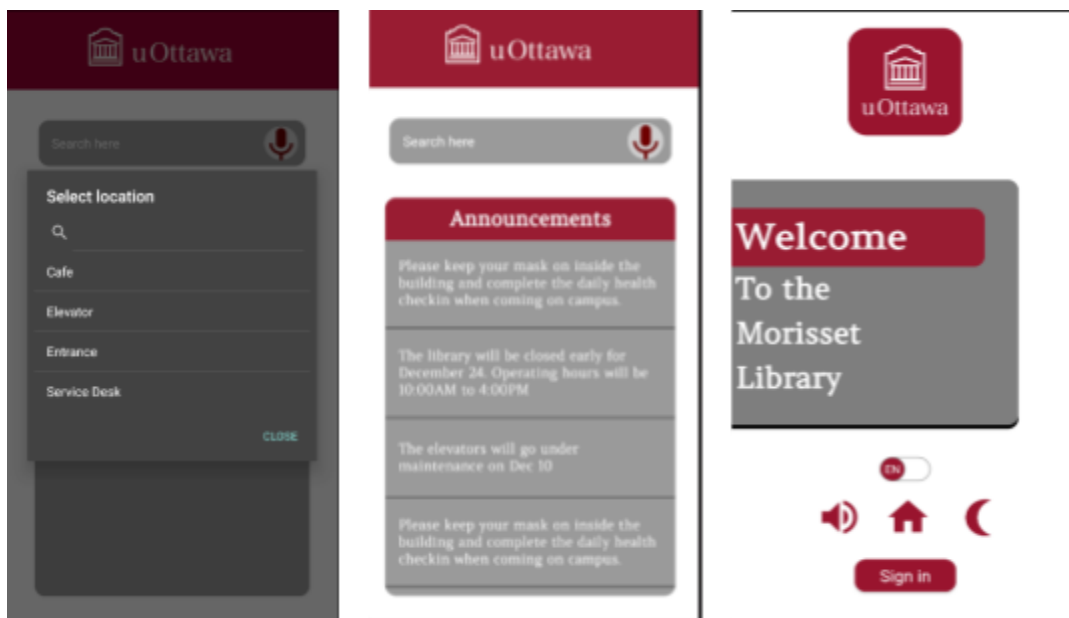 uOttawa
Search here
Select location
Cafe
Elevator
Entrance
Service Desk
CLOSE
uOttawa
Search here
Announcements
Please keep your mask on inside the
building and complete the daily health
checkin when coming on campus.
The library will be closed early for
December 24. Operating hours will be
10:00AM to 4:00PM
The elevators will go under
maintenance on Dec 10
Please keep your mask on inside the
building and complete the daily health
checkin when coming on campus.
uOttawa
Welcome
To the
Morisset
Library
EN
Sign in